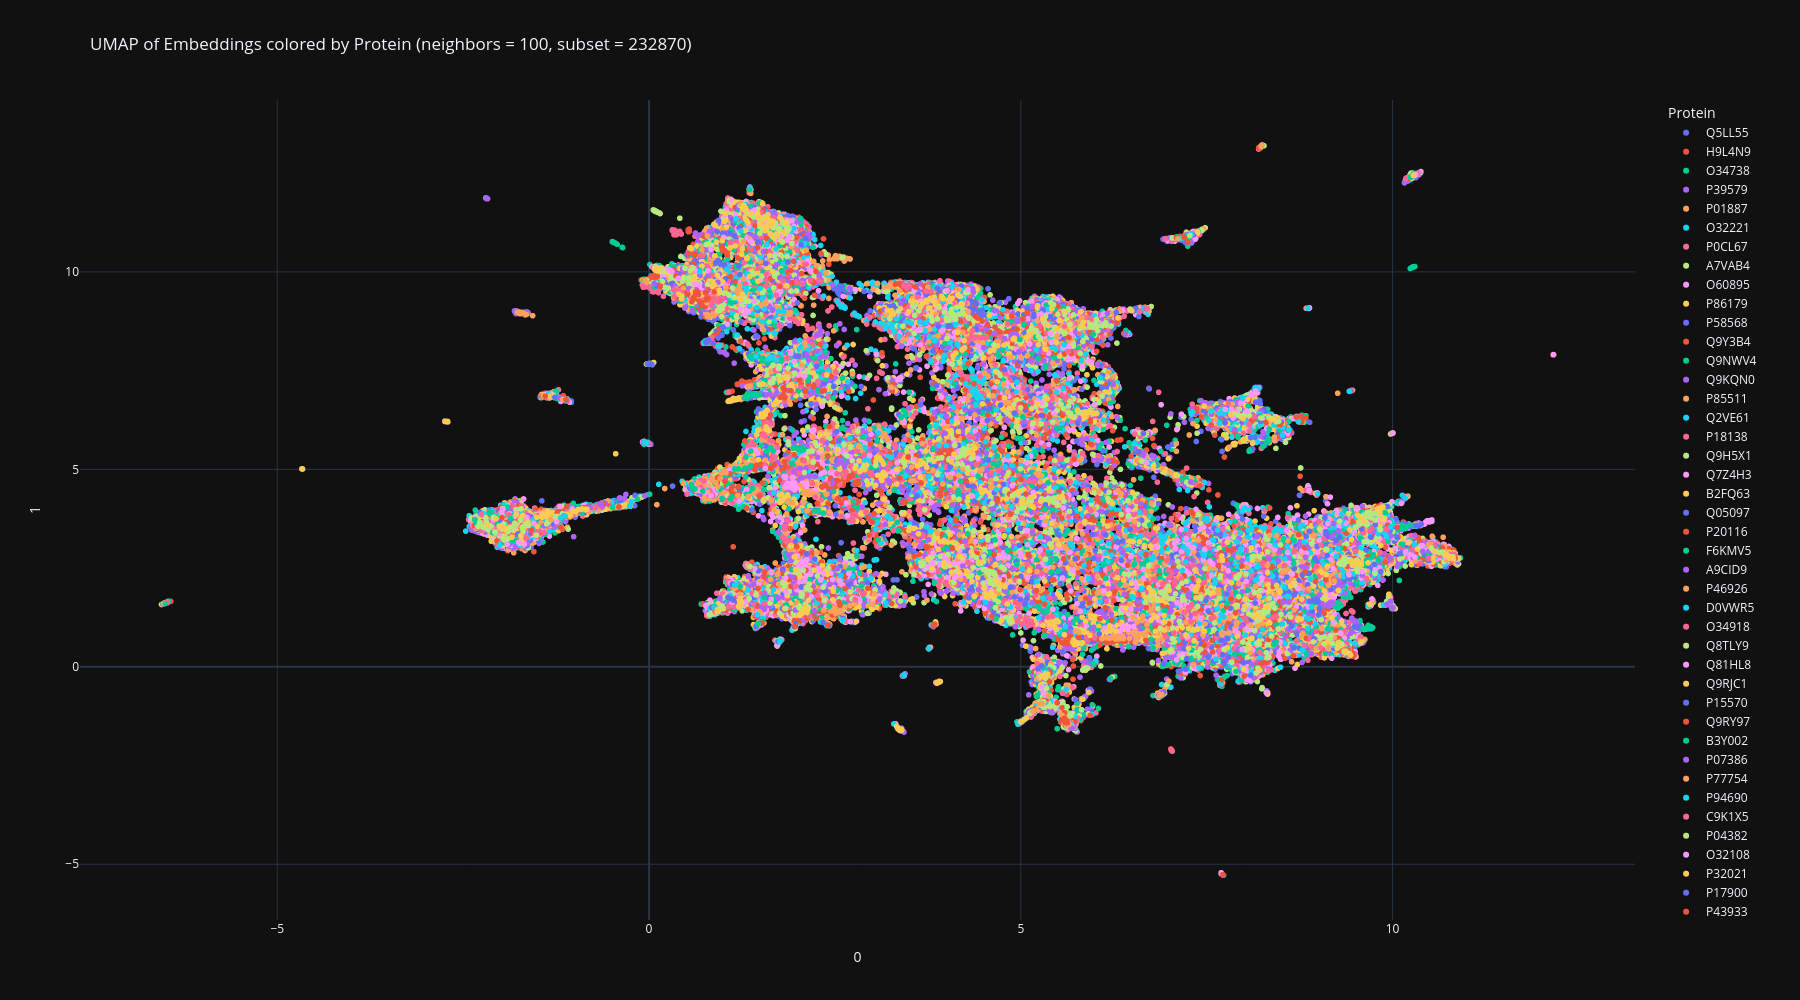 UMAP of Embeddings colored by Protein (neighbors = 100, subset = 232870)
Protein
Q5LL55
H9L4N9
O34738
P39579
P01887
O32221
P0CL67
A7VAB4
O60895
P86179
P58568
Q9Y3B4
Q9NWV4
Q9KQN0
P85511
Q2VE61
P18138
Q9H5X1
Q7Z4H3
B2FQ63
Q05097
P20116
F6KMV5
A9CID9
P46926
D0VWR5
O34918
Q8TLY9
Q81HL8
Q9RJC1
P15570
Q9RY97
B3Y002
P07386
P77754
P94690
C9K1X5
P04382
O32108
P32021
P17900
P43933
10
5
0
−5
1
−5
0
5
10
0